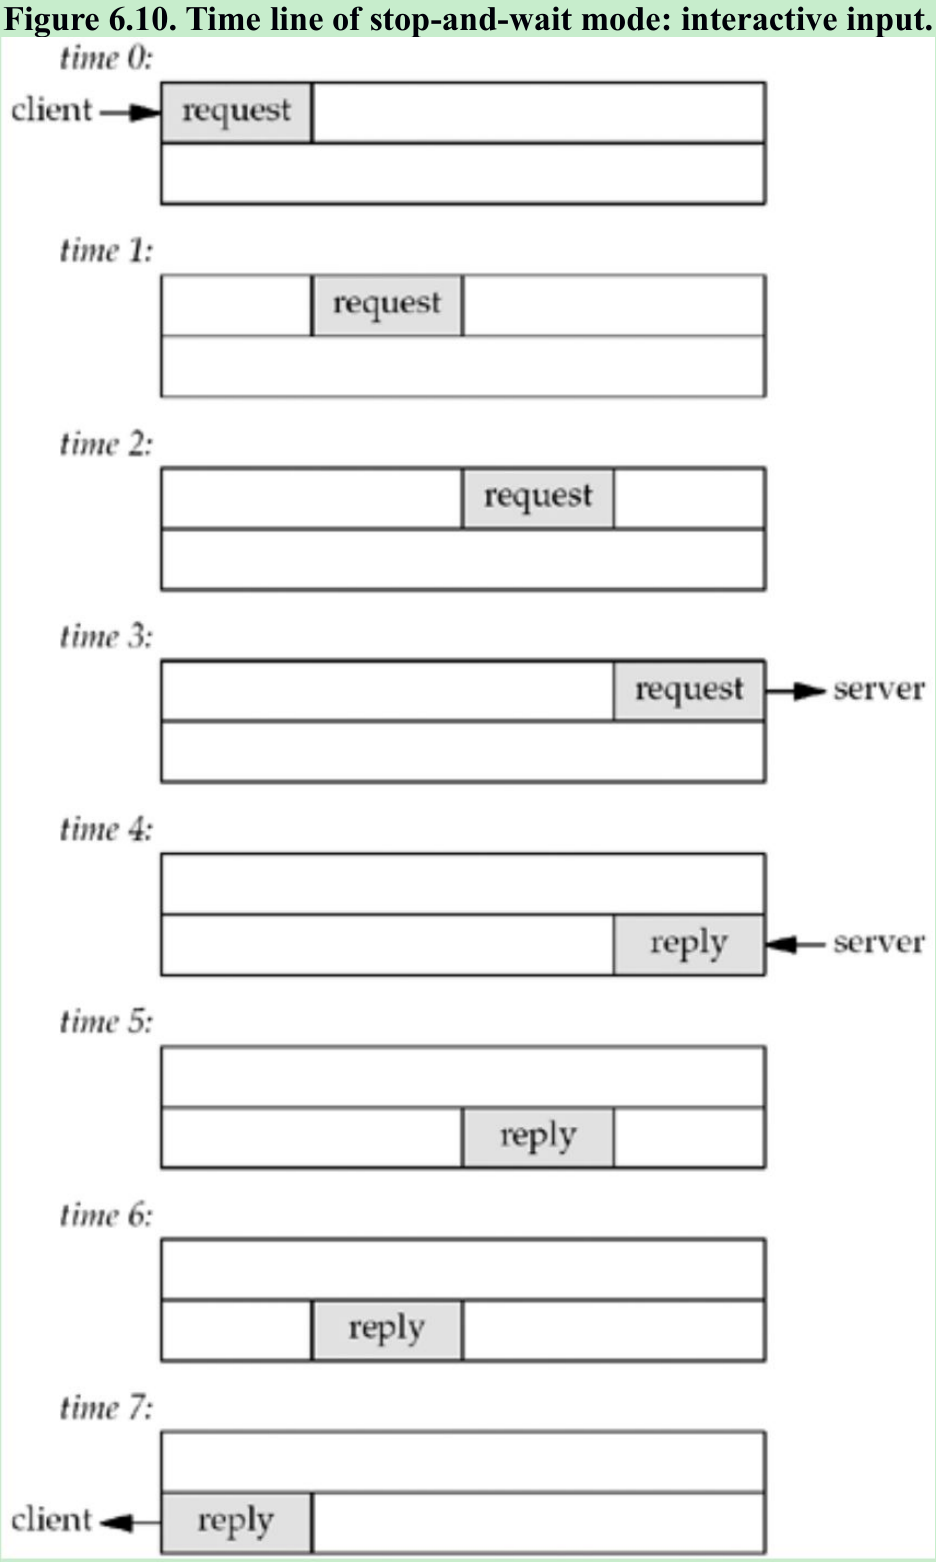 Figure 6.10. Time line of stop-and-wait mode: interactive input.
time 0:
client
request
time 1:
request
time 2:
request
time 3:
request
server
time 4:
reply
server
time 5:
reply
time 6:
reply
time 7:
client
reply